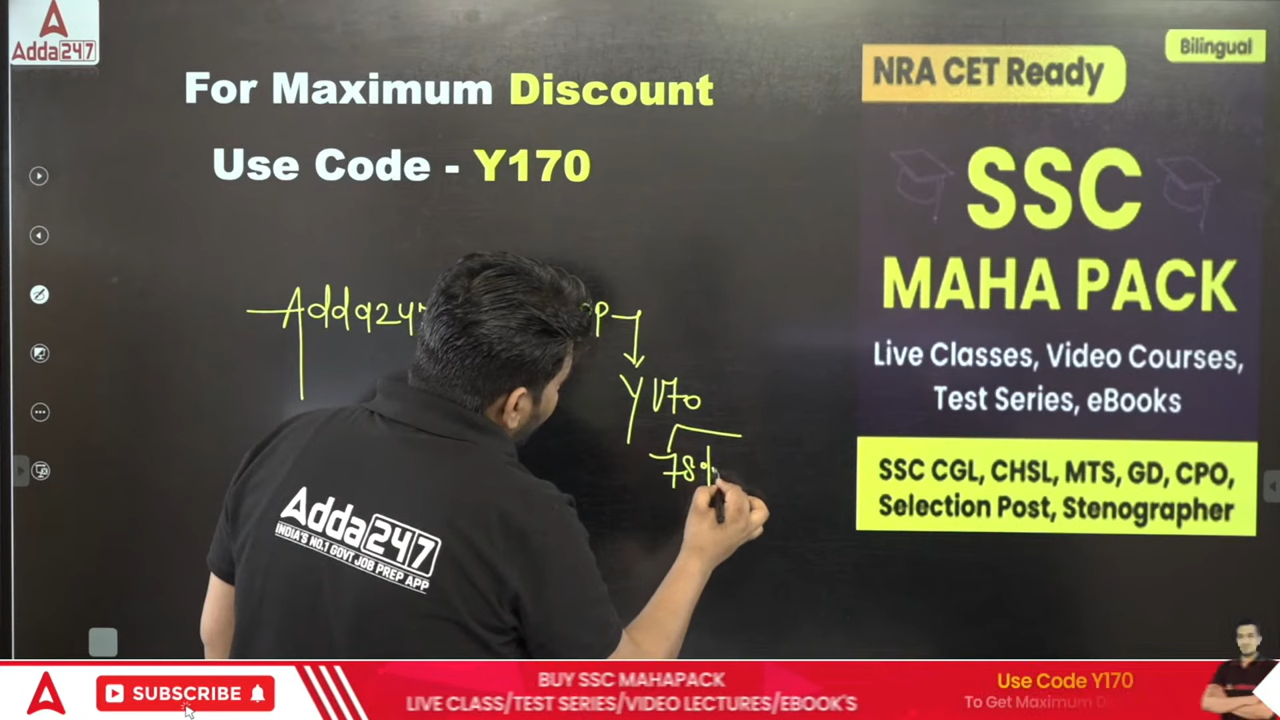 Adda247
For Maximum Discount
Use Code - Y170
NRA CET Ready
Bilingual
SSC
MAHA PACK
Live Classes, Video Courses,
Test Series, eBooks
SSC CGL, CHSL, MTS, GD, CPO,
Selection Post, Stenographer
Y170
78%
Adda247
INDIA'S NO.1 GOVT JOB PREP APP
SUBSCRIBE
BUY SSC MAHAPACK
LIVE CLASS/TEST SERIES/VIDEO LECTURES/EBOOK'S
Use Code Y170
To Get Maximum